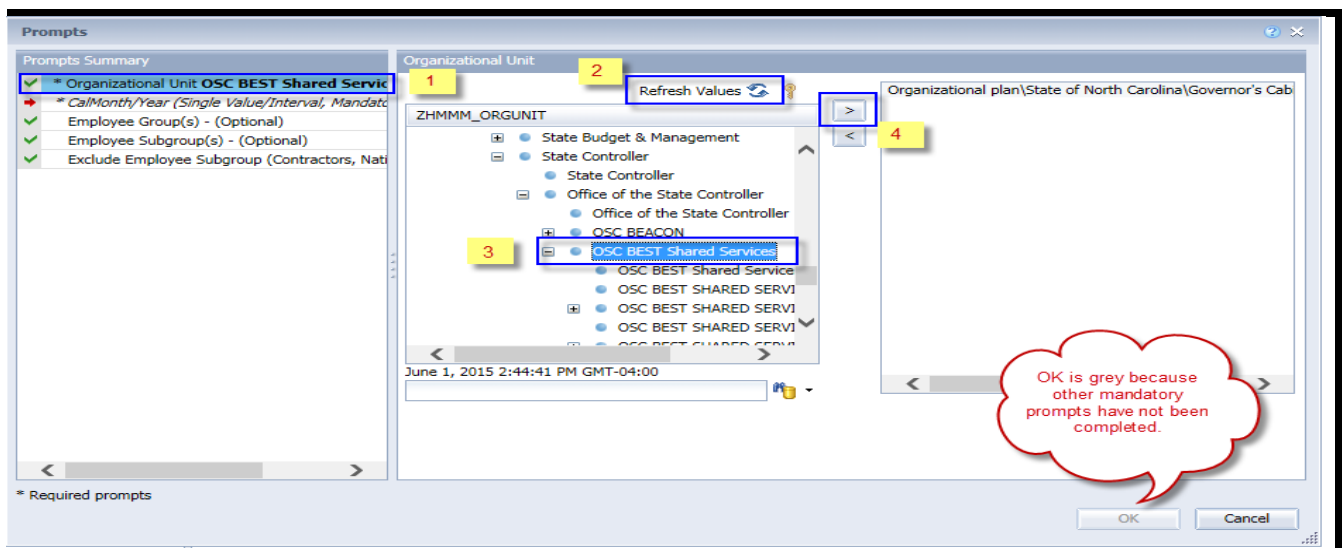 Prompts
Prompts Summary
* Organizational Unit OSC BEST Shared Servic
* CalMonth/Year (Single Value/Interval, Mandato
Employee Group(s) - (Optional)
Employee Subgroup(s) - (Optional)
Exclude Employee Subgroup (Contractors, Nati
* Required prompts
Organizational Unit
1
2
Refresh Values
ZHMMM_ORGUNIT
State Budget & Management
State Controller
State Controller
Office of the State Controller
Office of the State Controller
OSC BEACON
3
OSC BEST Shared Services
OSC BEST Shared Service
OSC BEST SHARED SERVI
OSC BEST SHARED SERVI
OSC BEST SHARED SERVI
OSC BEST SHARED SERVI
June 1, 2015 2:44:41 PM GMT-04:00
>
<
4
Organizational plan\State of North Carolina\Governor's Cab
OK is grey because
other mandatory
prompts have not been
completed.
OK
Cancel